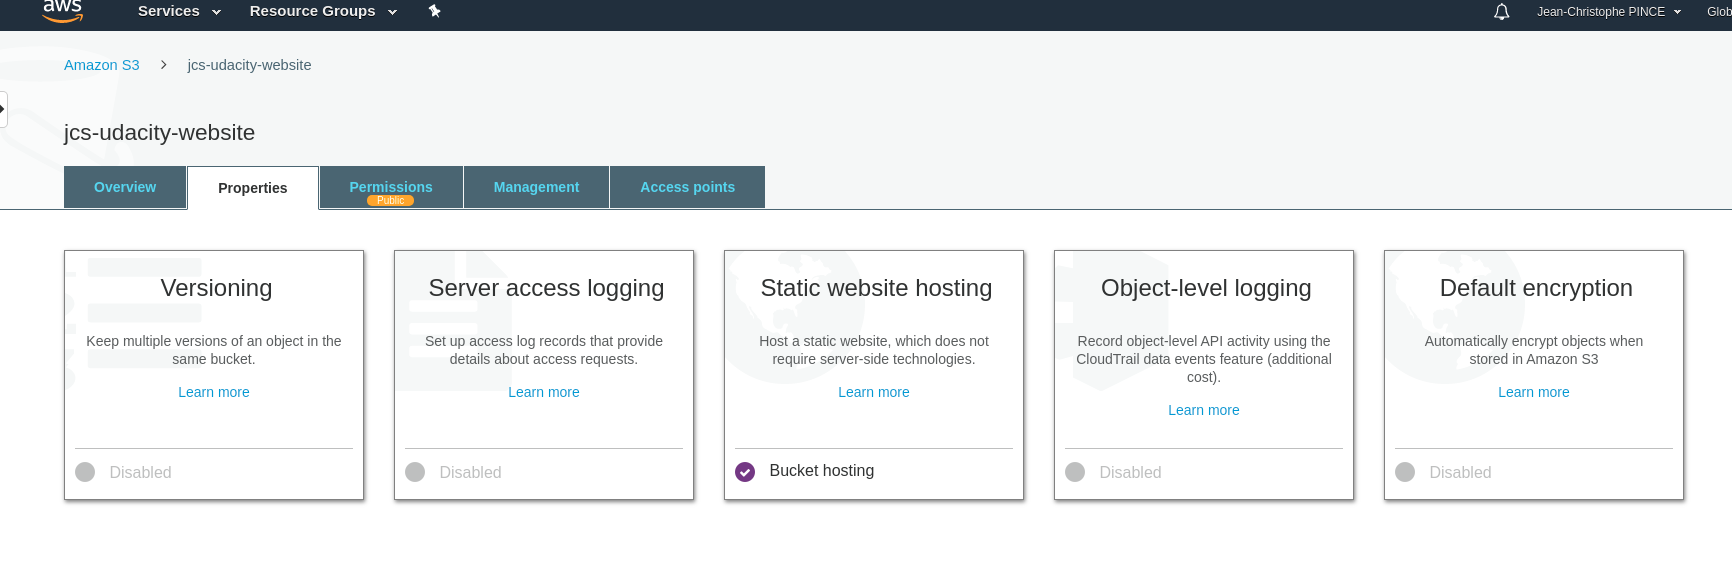 aws Services Resource Groups Jean-Christophe PINCE Glob
Amazon S3 jcs-udacity-website
jcs-udacity-website
Overview Properties Permissions Management Access points
Public
Versioning
Keep multiple versions of an object in the
same bucket.
Learn more
Disabled
Server access logging
Set up access log records that provide
details about access requests.
Learn more
Disabled
Static website hosting
Host a static website, which does not
require server-side technologies.
Learn more
Bucket hosting
Object-level logging
Record object-level API activity using the
CloudTrail data events feature (additional
cost).
Learn more
Disabled
Default encryption
Automatically encrypt objects when
stored in Amazon S3
Learn more
Disabled